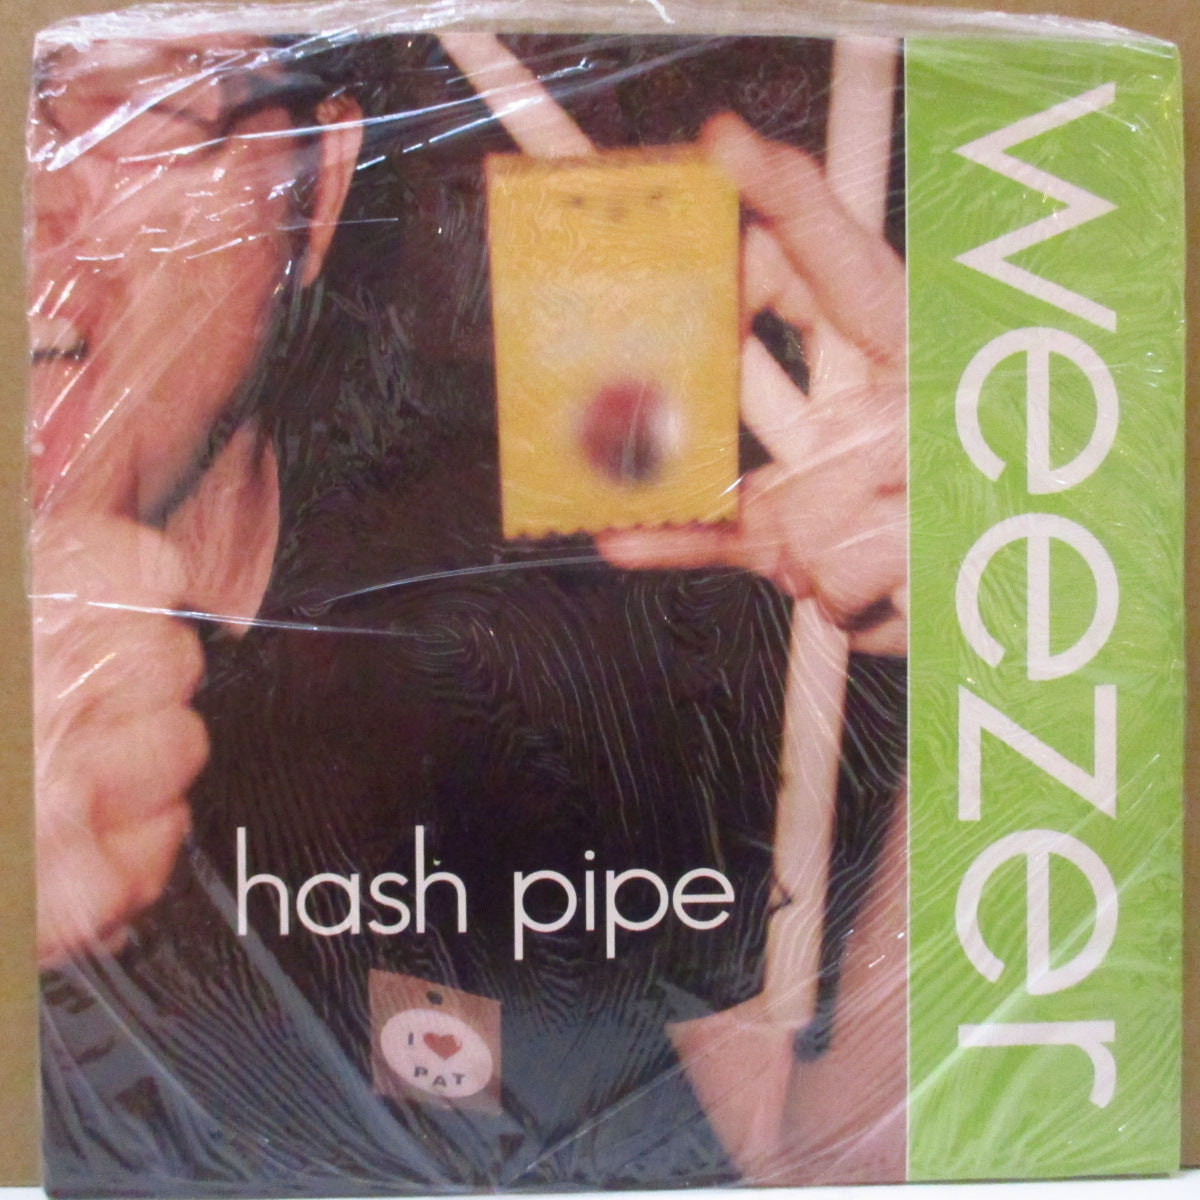 weezer
hash pipe
I ♥
PAT